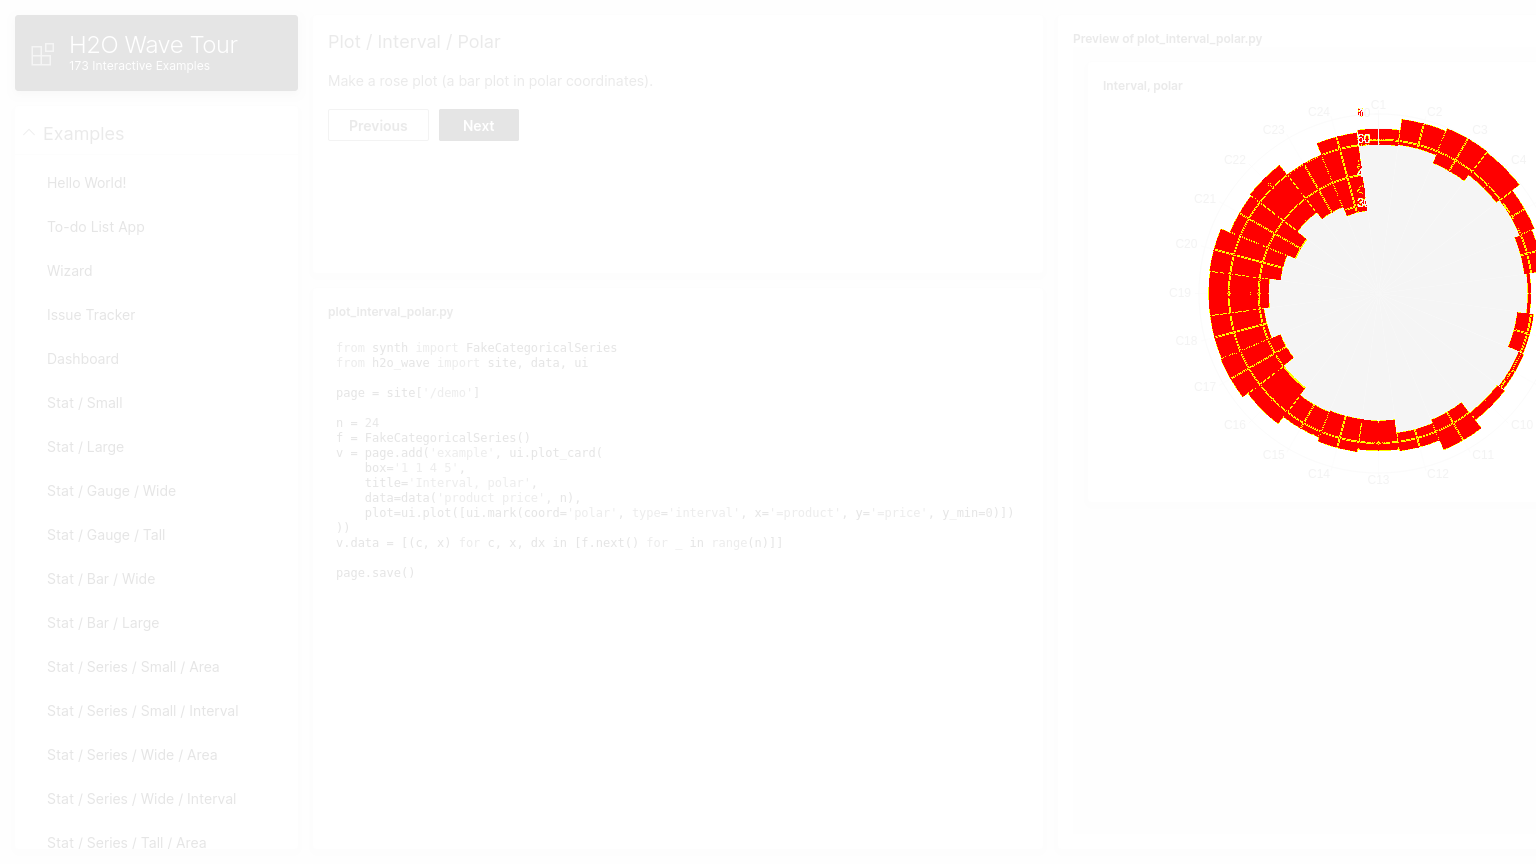 H2O Wave Tour
173 Interactive Examples
Examples
Hello World!
To-do List App
Wizard
Issue Tracker
Dashboard
Stat / Small
Stat / Large
Stat / Gauge / Wide
Stat / Gauge / Tall
Stat / Bar / Wide
Stat / Bar / Large
Stat / Series / Small / Area
Stat / Series / Small / Interval
Stat / Series / Wide / Area
Stat / Series / Wide / Interval
Stat / Series / Tall / Area
Plot / Interval / Polar
Make a rose plot (a bar plot in polar coordinates).
Previous
Next
plot_interval_polar.py
from synth import FakeCategoricalSeries
from h2o_wave import site, data, ui
page = site['/demo']
n = 24
f = FakeCategoricalSeries()
v = page.add('example', ui.plot_card(
box='1 1 4 5',
title='Interval, polar',
data=data('product price', n),
plot=ui.plot([ui.mark(coord='polar', type='interval', x='=product', y='=price', y_min=0)])
))
v.data = [(c, x) for c, x, dx in [f.next() for _ in range(n)]]
page.save()
Preview of plot_interval_polar.py
Interval, polar
C1
C2
C3
C4
C10
C11
C12
C13
C14
C15
C16
C17
C18
C19
C20
C21
C22
C23
C24